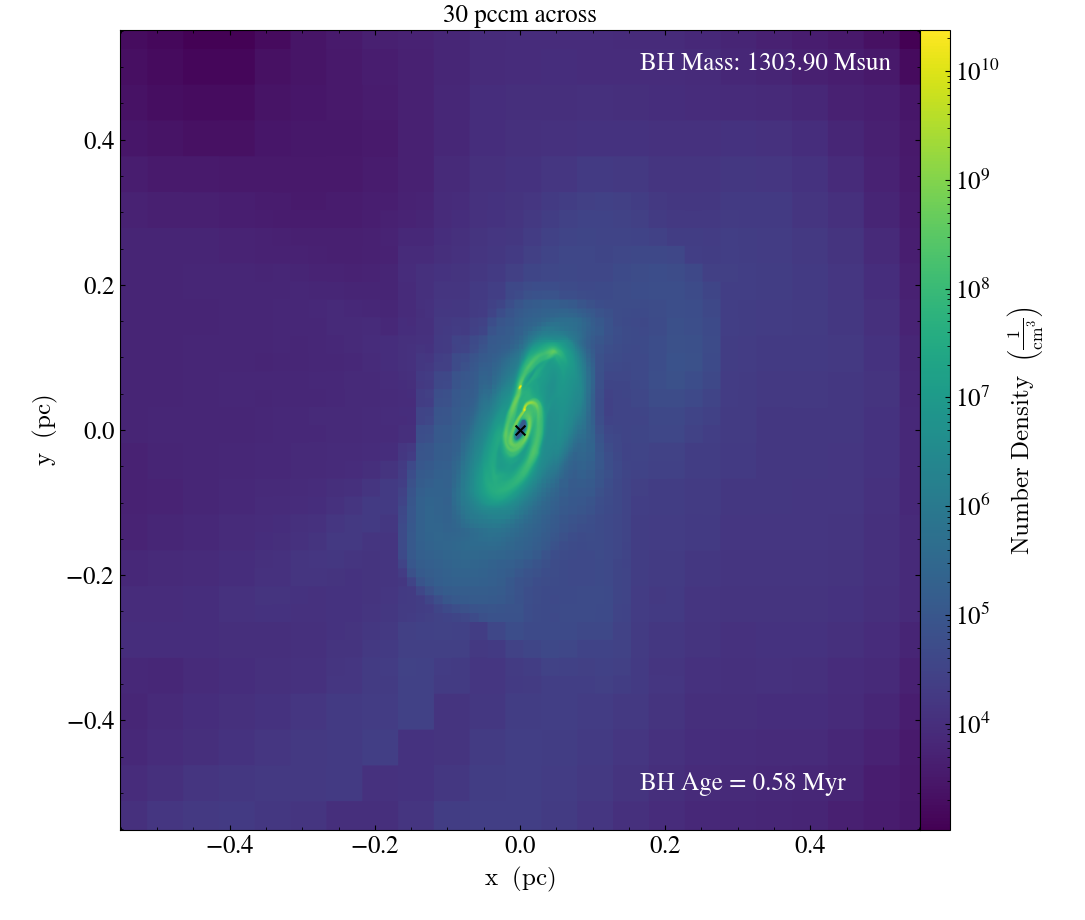 30 pccm across
BH Mass: 1303.90 Msun
10^10
10^9
10^8
10^7
10^6
10^5
10^4
Number Density (1/cm^3)
0.4
0.2
0.0
−0.2
−0.4
y (pc)
BH Age = 0.58 Myr
−0.4 −0.2 0.0 0.2 0.4
x (pc)